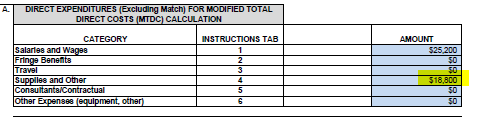 A. DIRECT EXPENDITURES (Excluding Match) FOR MODIFIED TOTAL
DIRECT COSTS (MTDC) CALCULATION
CATEGORY INSTRUCTIONS TAB AMOUNT
Salaries and Wages 1 $25,200
Fringe Benefits 2 $0
Travel 3 $0
Supplies and Other 4 $18,800
Consultants/Contractual 5 $0
Other Expenses (equipment, other) 6 $0